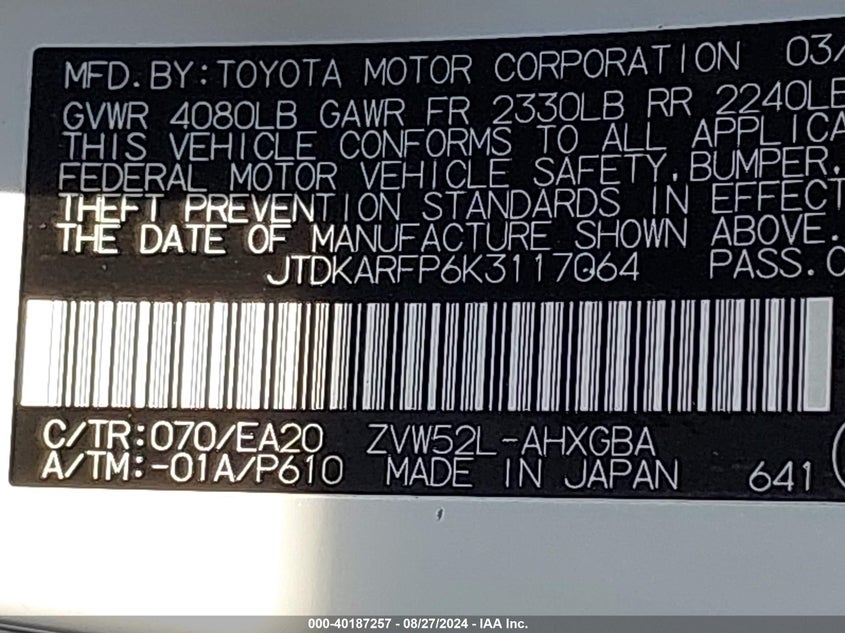 MFD. BY: TOYOTA MOTOR CORPORATION 03/
GVWR 4080LB GAWR FR 2330LB RR 2240LB
THIS VEHICLE CONFORMS TO ALL APPLICA
FEDERAL MOTOR VEHICLE SAFETY, BUMPER,
THEFT PREVENTION STANDARDS IN EFFECT
THE DATE OF MANUFACTURE SHOWN ABOVE.
JTDKARFP6K3117064 PASS. C
C/TR: 070/EA20 ZVW52L-AHXGBA
A/TM: -01A/P610 MADE IN JAPAN 641
000-40187257 - 08/27/2024 - IAA Inc.